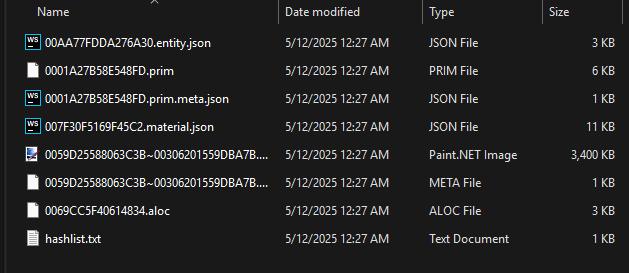 Name Date modified Type Size
WS 00AA77FDDA276A30.entity.json 5/12/2025 12:27 AM JSON File 3 KB
0001A27B58E548FD.prim 5/12/2025 12:27 AM PRIM File 6 KB
WS 0001A27B58E548FD.prim.meta.json 5/12/2025 12:27 AM JSON File 1 KB
WS 007F30F5169F45C2.material.json 5/12/2025 12:27 AM JSON File 11 KB
0059D25588063C3B~00306201559DBA7B.... 5/12/2025 12:27 AM Paint.NET Image 3,400 KB
0059D25588063C3B~00306201559DBA7B.... 5/12/2025 12:27 AM META File 1 KB
0069CC5F40614834.aloc 5/12/2025 12:27 AM ALOC File 3 KB
hashlist.txt 5/12/2025 12:27 AM Text Document 1 KB